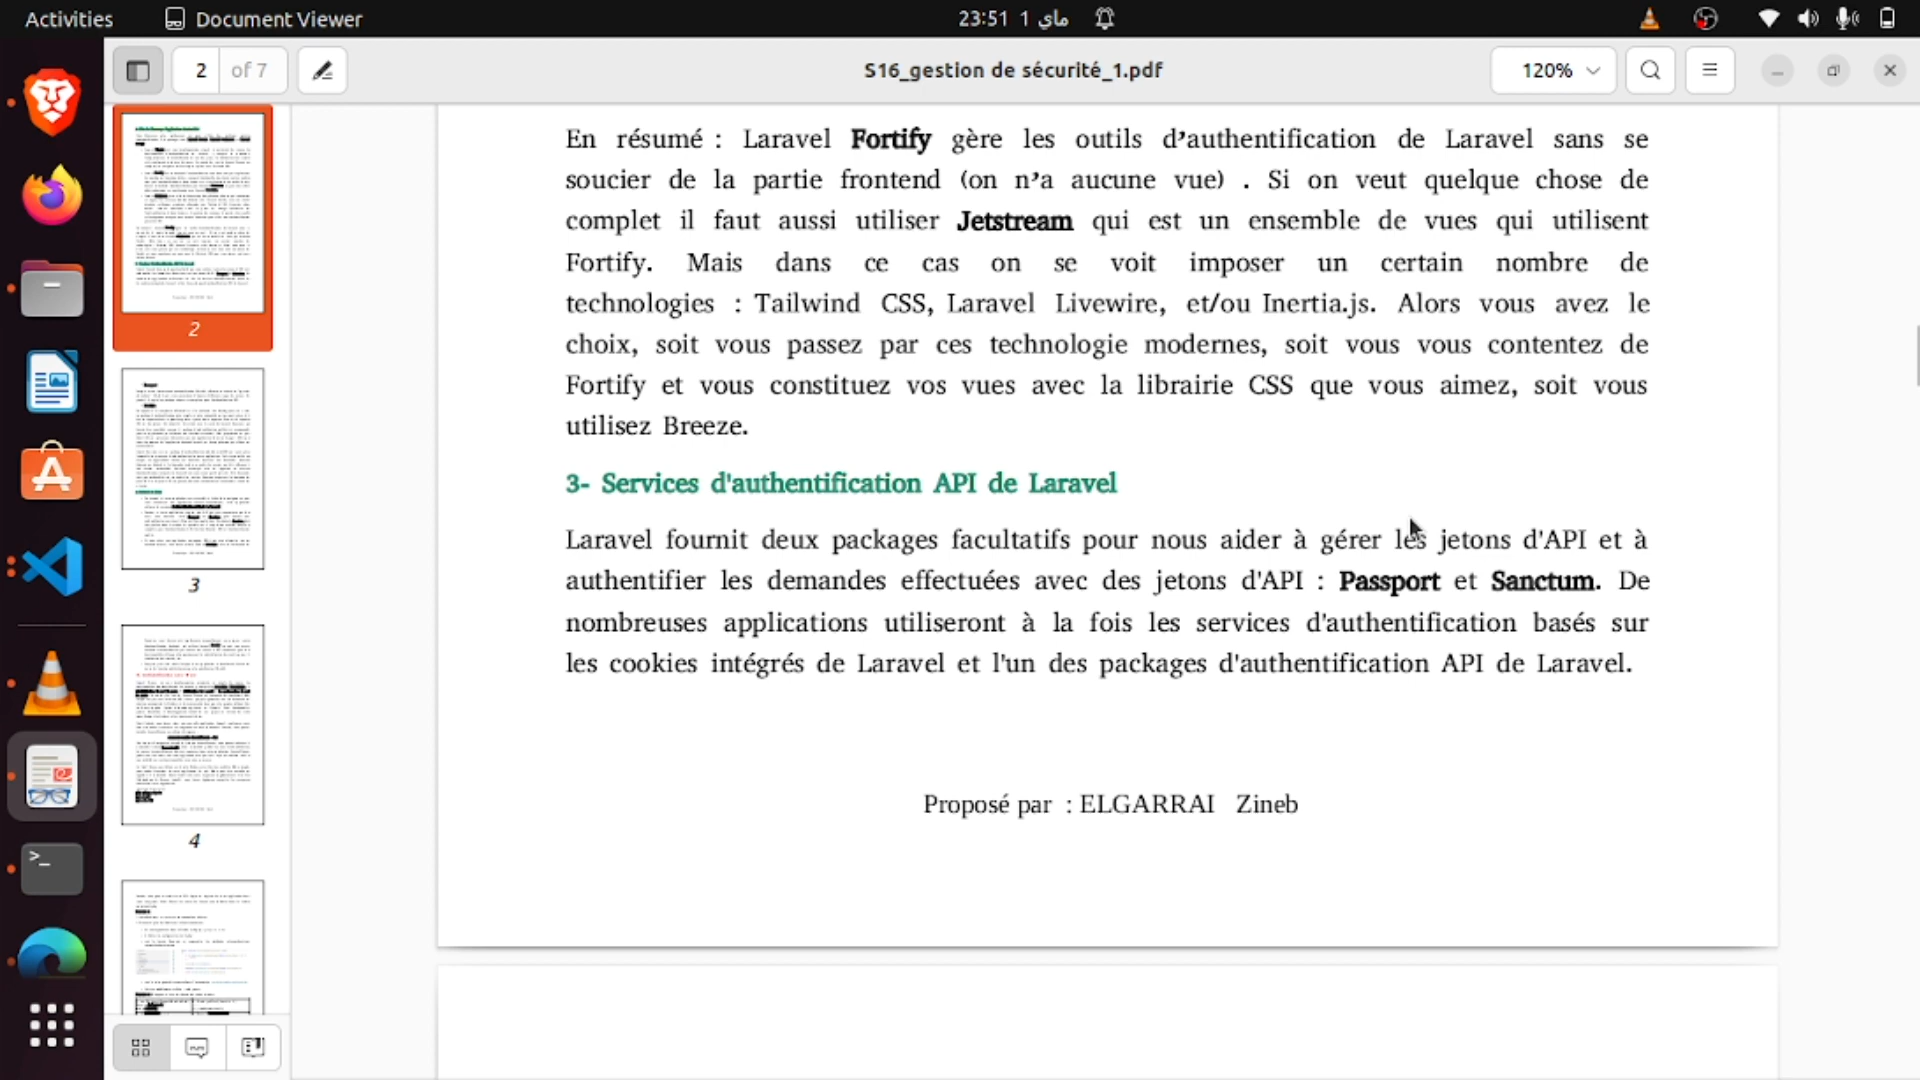 Activities
Document Viewer
23:51 1 ماي
2
of 7
S16_gestion de sécurité_1.pdf
120%
En résumé : Laravel Fortify gère les outils d’authentification de Laravel sans se
soucier de la partie frontend (on n’a aucune vue) . Si on veut quelque chose de
complet il faut aussi utiliser Jetstream qui est un ensemble de vues qui utilisent
Fortify. Mais dans ce cas on se voit imposer un certain nombre de
technologies : Tailwind CSS, Laravel Livewire, et/ou Inertia.js. Alors vous avez le
choix, soit vous passez par ces technologie modernes, soit vous vous contentez de
Fortify et vous constituez vos vues avec la librairie CSS que vous aimez, soit vous
utilisez Breeze.
3- Services d'authentification API de Laravel
Laravel fournit deux packages facultatifs pour nous aider à gérer les jetons d'API et à
authentifier les demandes effectuées avec des jetons d'API : Passport et Sanctum. De
nombreuses applications utiliseront à la fois les services d'authentification basés sur
les cookies intégrés de Laravel et l'un des packages d'authentification API de Laravel.
Proposé par : ELGARRAI Zineb
2
3
4